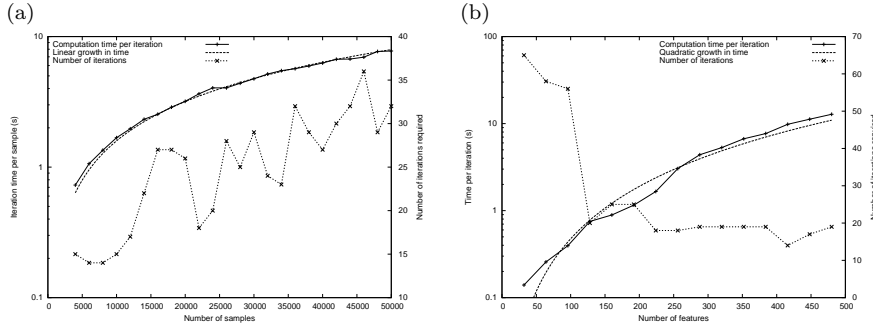 (a)
10
1
0.1
Iteration time per sample (s)
Computation time per iteration
Linear growth in time
Number of iterations
40
35
30
25
20
15
10
Number of iterations required
0 5000 10000 15000 20000 25000 30000 35000 40000 45000 50000
Number of samples
(b)
100
10
1
0.1
Time per iteration (s)
Computation time per iteration
Quadratic growth in time
Number of iterations
70
60
50
40
30
20
10
0
Number of iterations required
0 50 100 150 200 250 300 350 400 450 500
Number of features